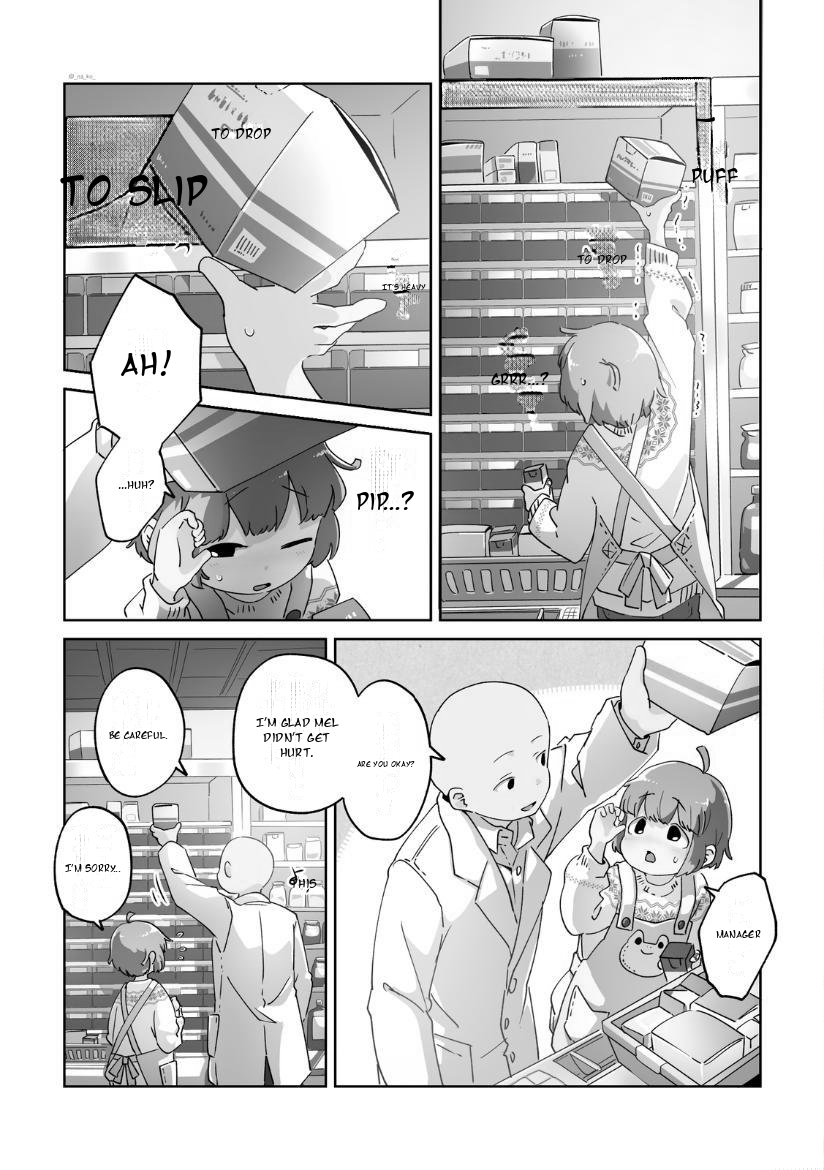 PUFF
TO DROP
GRRR...?
@_na_ko_
TO DROP
TO SLIP
IT'S HEAVY
AH!
...HUH?
PIP...?
MANAGER
ARE YOU OKAY?
I'M GLAD MEL
DIDN'T GET
HURT.
BE CAREFUL.
THIS
I'M SORRY..